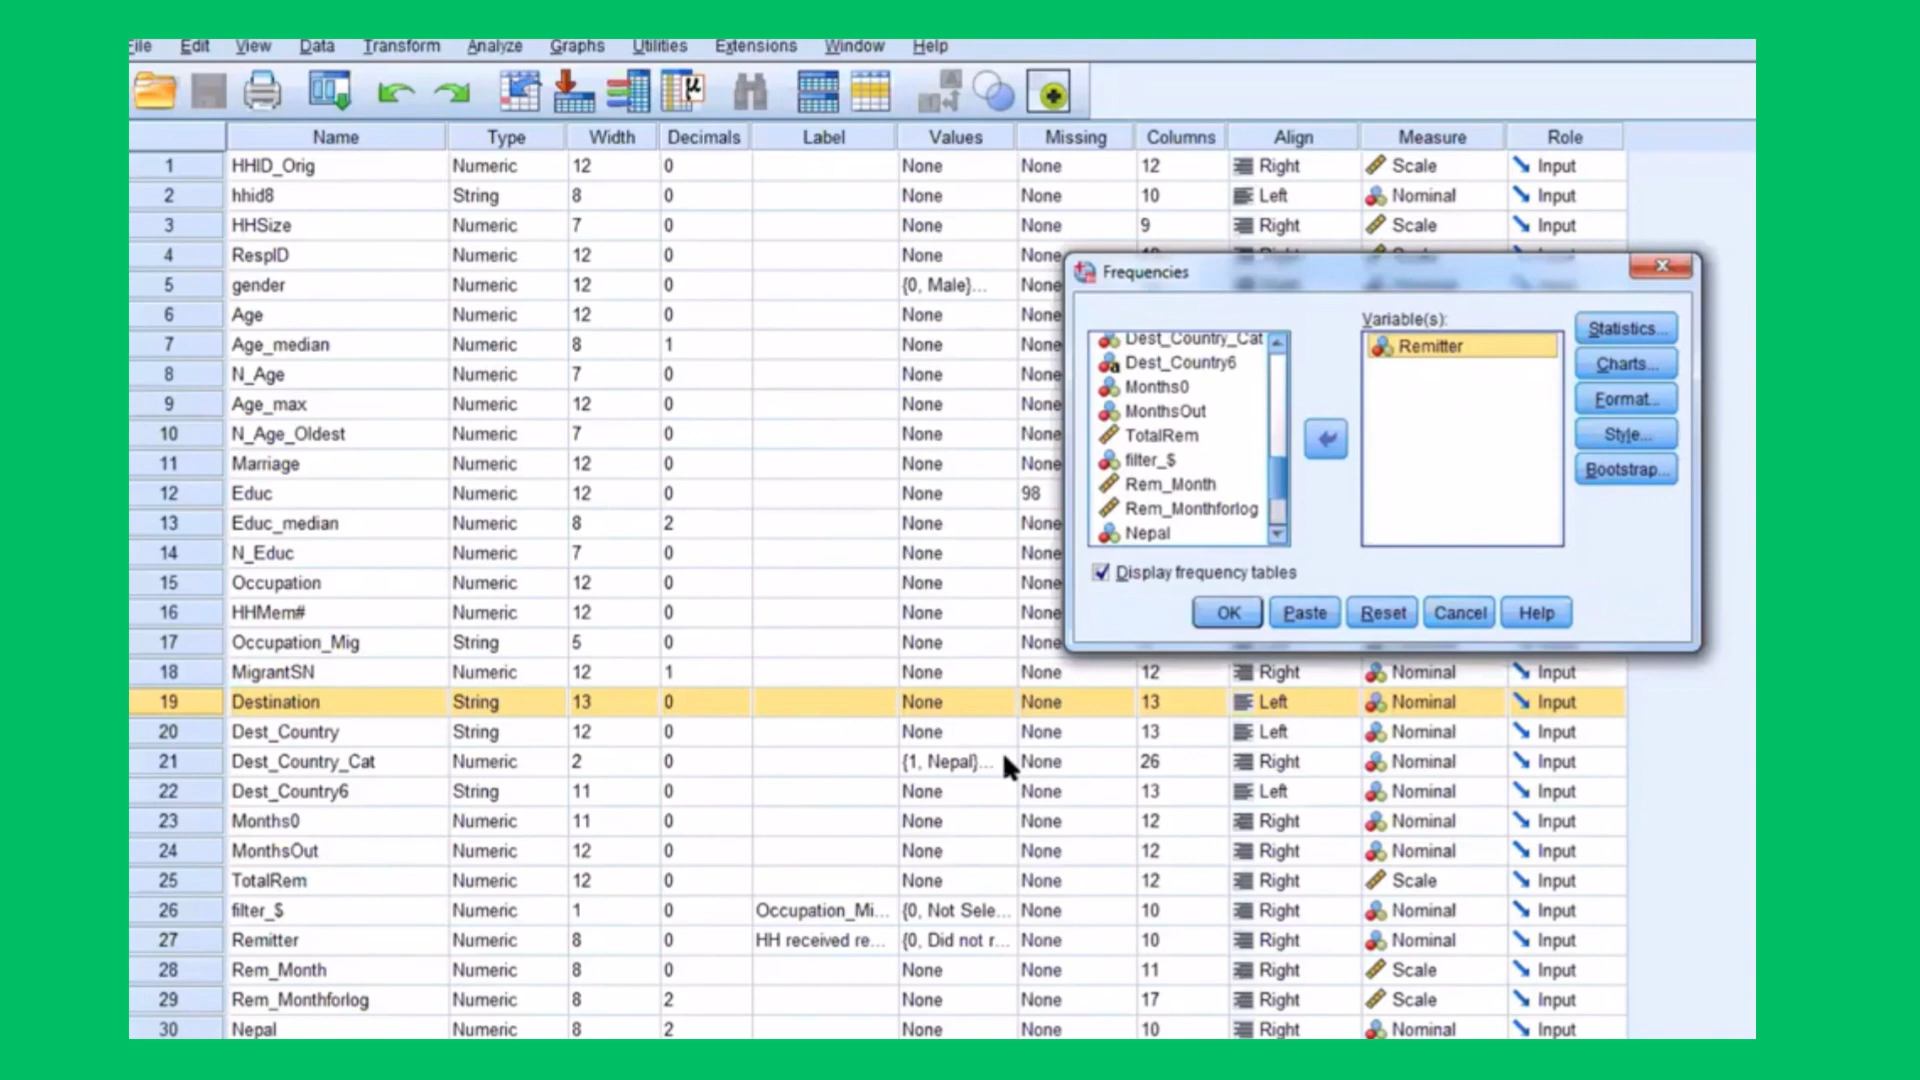 File Edit View Data Transform Analyze Graphs Utilities Extensions Window Help
Name Type Width Decimals Label Values Missing Columns Align Measure Role
1 HHID_Orig Numeric 12 0 None None 12 Right Scale Input
2 hhid8 String 8 0 None None 10 Left Nominal Input
3 HHSize Numeric 7 0 None None 9 Right Scale Input
4 RespID Numeric 12 0 None None
5 gender Numeric 12 0 {0, Male}... None
6 Age Numeric 12 0 None None
7 Age_median Numeric 8 1 None None
8 N_Age Numeric 7 0 None None
9 Age_max Numeric 12 0 None None
10 N_Age_Oldest Numeric 7 0 None None
11 Marriage Numeric 12 0 None None
12 Educ Numeric 12 0 None 98
13 Educ_median Numeric 8 2 None None
14 N_Educ Numeric 7 0 None None
15 Occupation Numeric 12 0 None None
16 HHMem# Numeric 12 0 None None
17 Occupation_Mig String 5 0 None None
18 MigrantSN Numeric 12 1 None None 12 Right Nominal Input
19 Destination String 13 0 None None 13 Left Nominal Input
20 Dest_Country String 12 0 None None 13 Left Nominal Input
21 Dest_Country_Cat Numeric 2 0 {1, Nepal}... None 26 Right Nominal Input
22 Dest_Country6 String 11 0 None None 13 Left Nominal Input
23 Months0 Numeric 11 0 None None 12 Right Nominal Input
24 MonthsOut Numeric 12 0 None None 12 Right Nominal Input
25 TotalRem Numeric 12 0 None None 12 Right Scale Input
26 filter_$ Numeric 1 0 Occupation_Mi... {0, Not Sele... None 10 Right Nominal Input
27 Remitter Numeric 8 0 HH received re... {0, Did not r... None 10 Right Nominal Input
28 Rem_Month Numeric 8 0 None None 11 Right Scale Input
29 Rem_Monthforlog Numeric 8 2 None None 17 Right Scale Input
30 Nepal Numeric 8 2 None None 10 Right Nominal Input
Frequencies
Dest_Country_Cat
Dest_Country6
Months0
MonthsOut
TotalRem
filter_$
Rem_Month
Rem_Monthforlog
Nepal
Variable(s):
Remitter
Statistics...
Charts...
Format...
Style...
Bootstrap...
Display frequency tables
OK Paste Reset Cancel Help